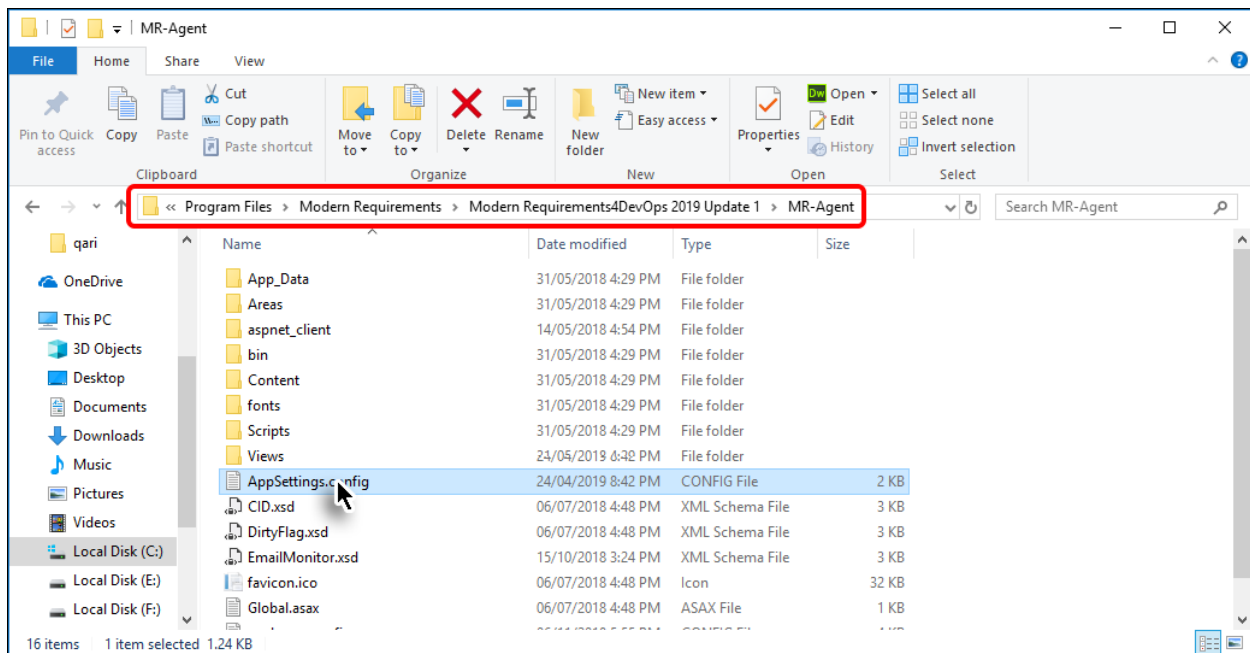 MR-Agent
File Home Share View
Pin to Quick access
Copy
Paste
Cut
Copy path
Paste shortcut
Clipboard
Move to
Copy to
Delete
Rename
Organize
New folder
New item
Easy access
New
Properties
Open
Edit
History
Open
Select all
Select none
Invert selection
Select
« Program Files > Modern Requirements > Modern Requirements4DevOps 2019 Update 1 > MR-Agent
Search MR-Agent
qari
OneDrive
This PC
3D Objects
Desktop
Documents
Downloads
Music
Pictures
Videos
Local Disk (C:)
Local Disk (E:)
Local Disk (F:)
Name Date modified Type Size
App_Data 31/05/2018 4:29 PM File folder
Areas 31/05/2018 4:29 PM File folder
aspnet_client 14/05/2018 4:54 PM File folder
bin 31/05/2018 4:29 PM File folder
Content 31/05/2018 4:29 PM File folder
fonts 31/05/2018 4:29 PM File folder
Scripts 31/05/2018 4:29 PM File folder
Views PM File folder
AppSettings.config 24/04/2019 8:42 PM CONFIG File 2 KB
CID.xsd 06/07/2018 4:48 PM XML Schema File 3 KB
DirtyFlag.xsd 06/07/2018 4:48 PM XML Schema File 3 KB
EmailMonitor.xsd 15/10/2018 3:24 PM XML Schema File 3 KB
favicon.ico 06/07/2018 4:48 PM Icon 32 KB
Global.asax 06/07/2018 4:48 PM ASAX File 1 KB
16 items 1 item selected 1.24 KB